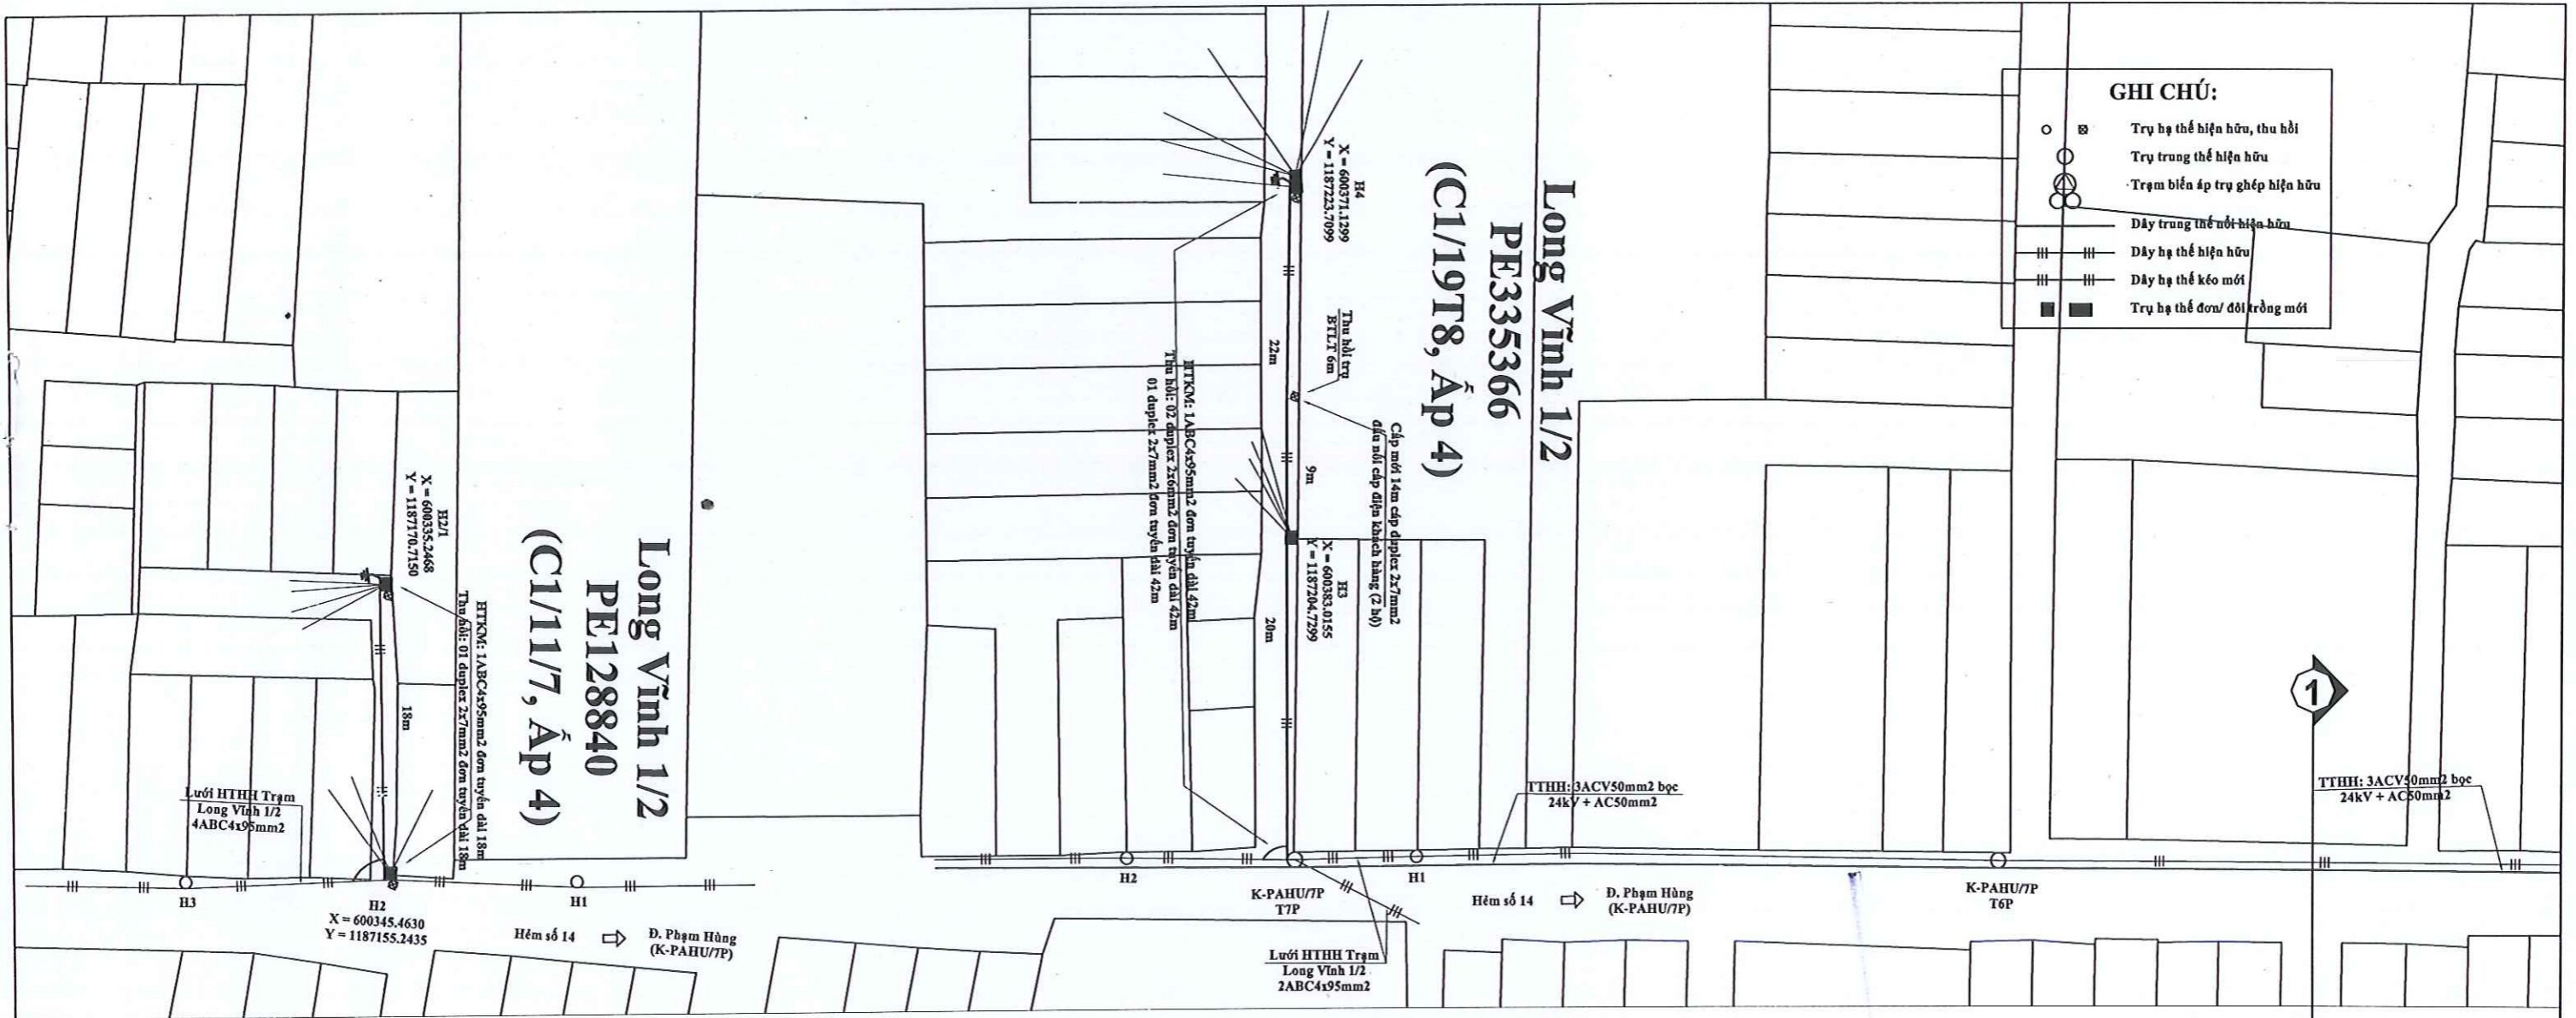 GHI CHÚ:
Trụ hạ thế hiện hữu, thu hồi
Trụ trung thế hiện hữu
Trạm biến áp trụ ghép hiện hữu
Dây trung thế nổi hiện hữu
Dây hạ thế hiện hữu
Dây hạ thế kéo mới
Trụ hạ thế đơn/ đôi trồng mới
Long Vĩnh 1/2
PE335366
(C1/19T8, Ấp 4)
H4
X = 600371.1299
Y = 1187223.7099
Thu hồi trụ
BTLT 6m
22m
9m
20m
Cáp mới 14m cáp duplex 2x7mm2
đấu nối cấp điện khách hàng (2 hộ)
H3
X = 600383.0155
Y = 1187204.7299
HTKM: 1ABC4x95mm2 đơn tuyến dài 42m
Thu hồi: 02 duplex 2x6mm2 đơn tuyến dài 42m
01 duplex 2x7mm2 đơn tuyến dài 42m
Long Vĩnh 1/2
PE128840
(C1/11/7, Ấp 4)
H2/1
X = 600335.2468
Y = 1187170.7150
HTKM: 1ABC4x95mm2 đơn tuyến dài 18m
Thu hồi: 01 duplex 2x7mm2 đơn tuyến dài 18m
18m
Lưới HTHH Trạm
Long Vĩnh 1/2
4ABC4x95mm2
H3
H2
X = 600345.4630
Y = 1187155.2435
H1
Hẻm số 14
Đ. Phạm Hùng
(K-PAHU/7P)
H2
K-PAHU/7P
T7P
H1
Lưới HTHH Trạm
Long Vĩnh 1/2
2ABC4x95mm2
TTHH: 3ACV50mm2 bọc
24kV + AC50mm2
Hẻm số 14
Đ. Phạm Hùng
(K-PAHU/7P)
K-PAHU/7P
T6P
TTHH: 3ACV50mm2 bọc
24kV + AC50mm2
1